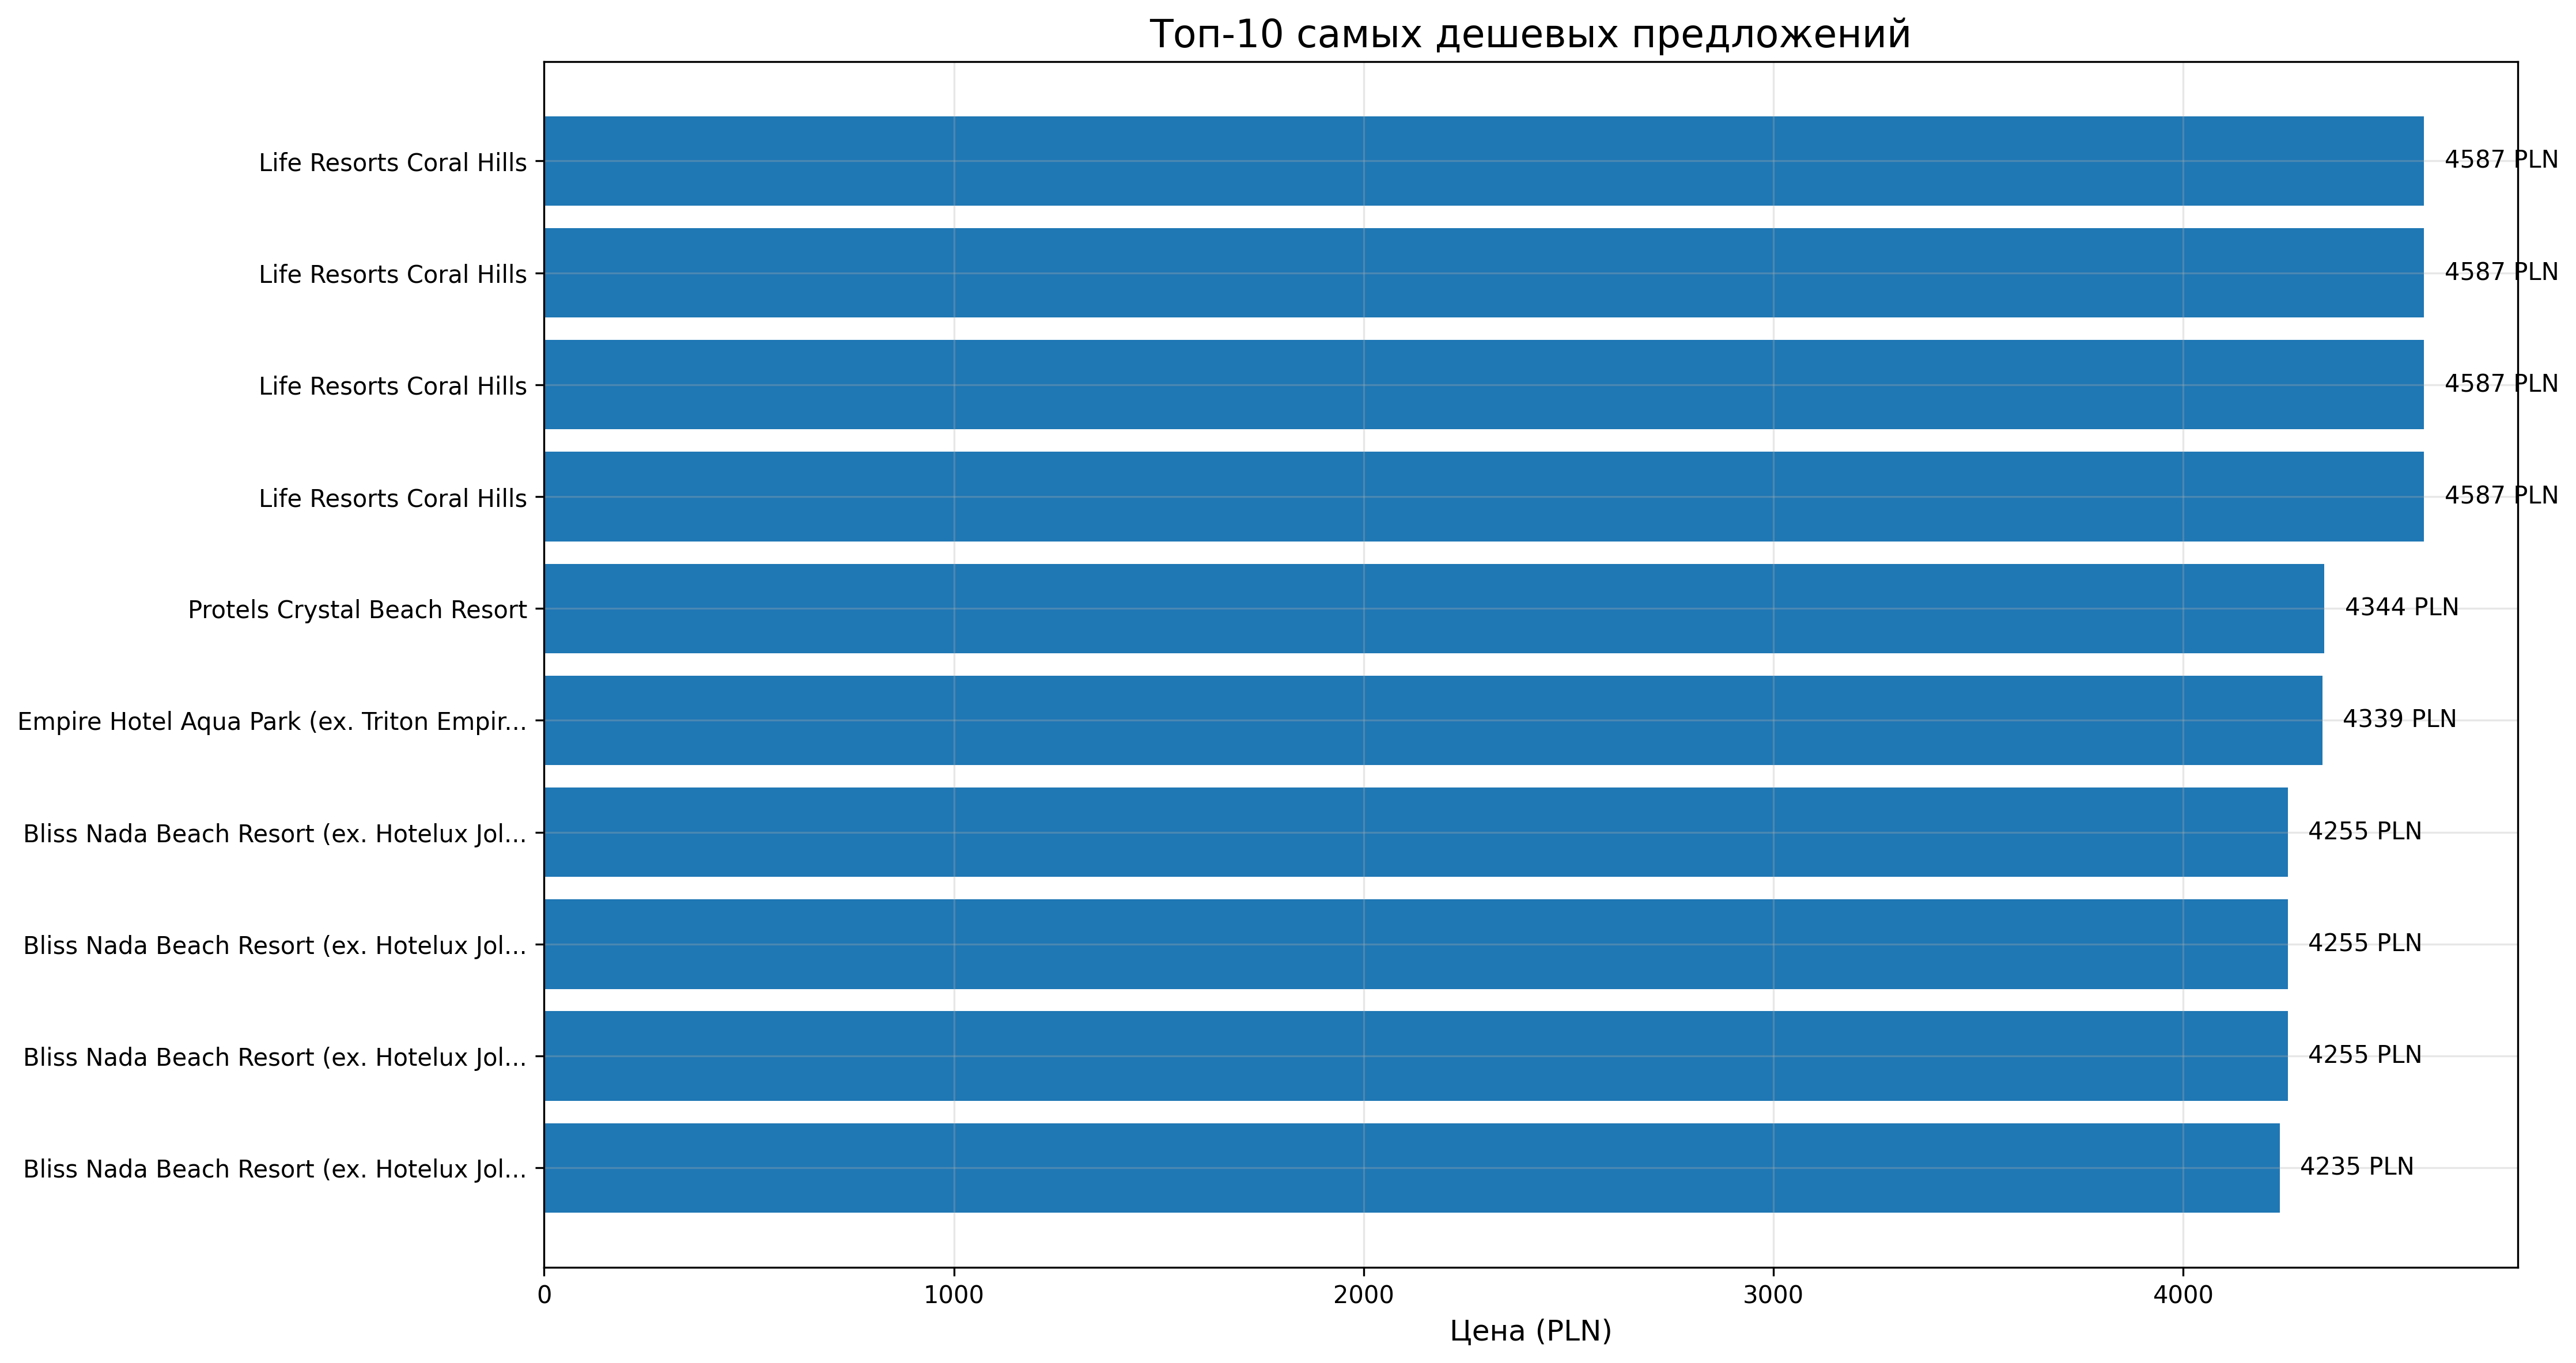 Топ-10 самых дешевых предложений
Life Resorts Coral Hills 4587 PLN
Life Resorts Coral Hills 4587 PLN
Life Resorts Coral Hills 4587 PLN
Life Resorts Coral Hills 4587 PLN
Protels Crystal Beach Resort 4344 PLN
Empire Hotel Aqua Park (ex. Triton Empir... 4339 PLN
Bliss Nada Beach Resort (ex. Hotelux Jol... 4255 PLN
Bliss Nada Beach Resort (ex. Hotelux Jol... 4255 PLN
Bliss Nada Beach Resort (ex. Hotelux Jol... 4255 PLN
Bliss Nada Beach Resort (ex. Hotelux Jol... 4235 PLN
0 1000 2000 3000 4000
Цена (PLN)